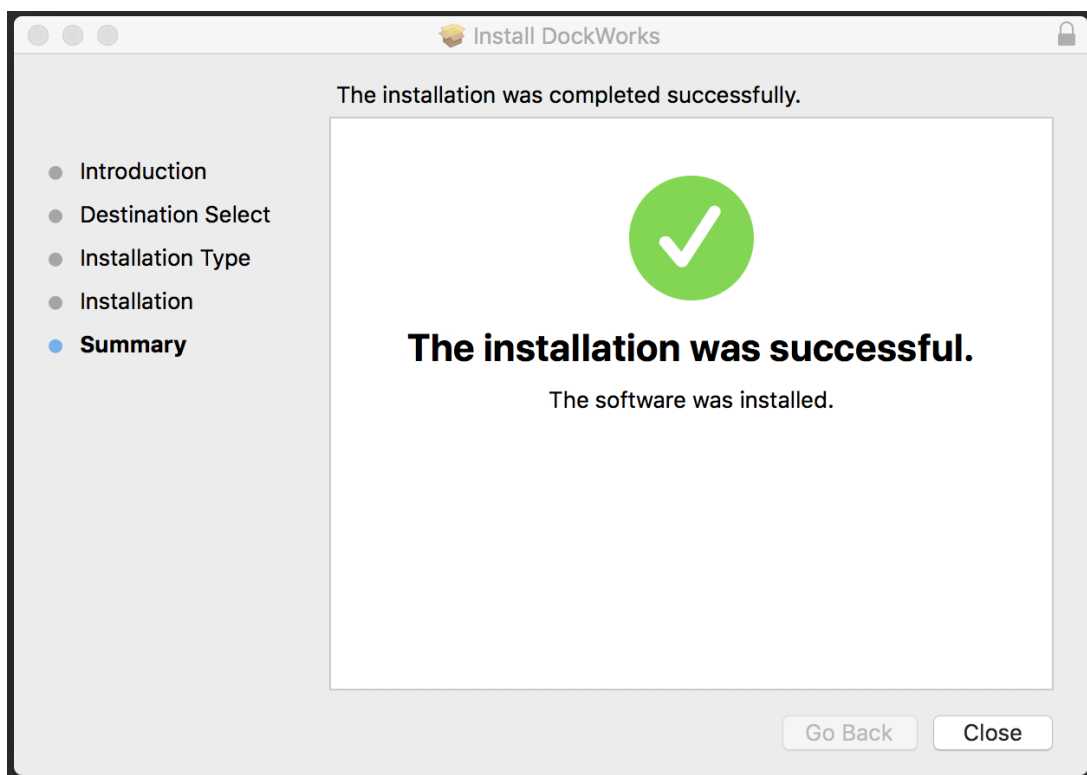 Install DockWorks
The installation was completed successfully.
Introduction
Destination Select
Installation Type
Installation
Summary
The installation was successful.
The software was installed.
Go Back
Close